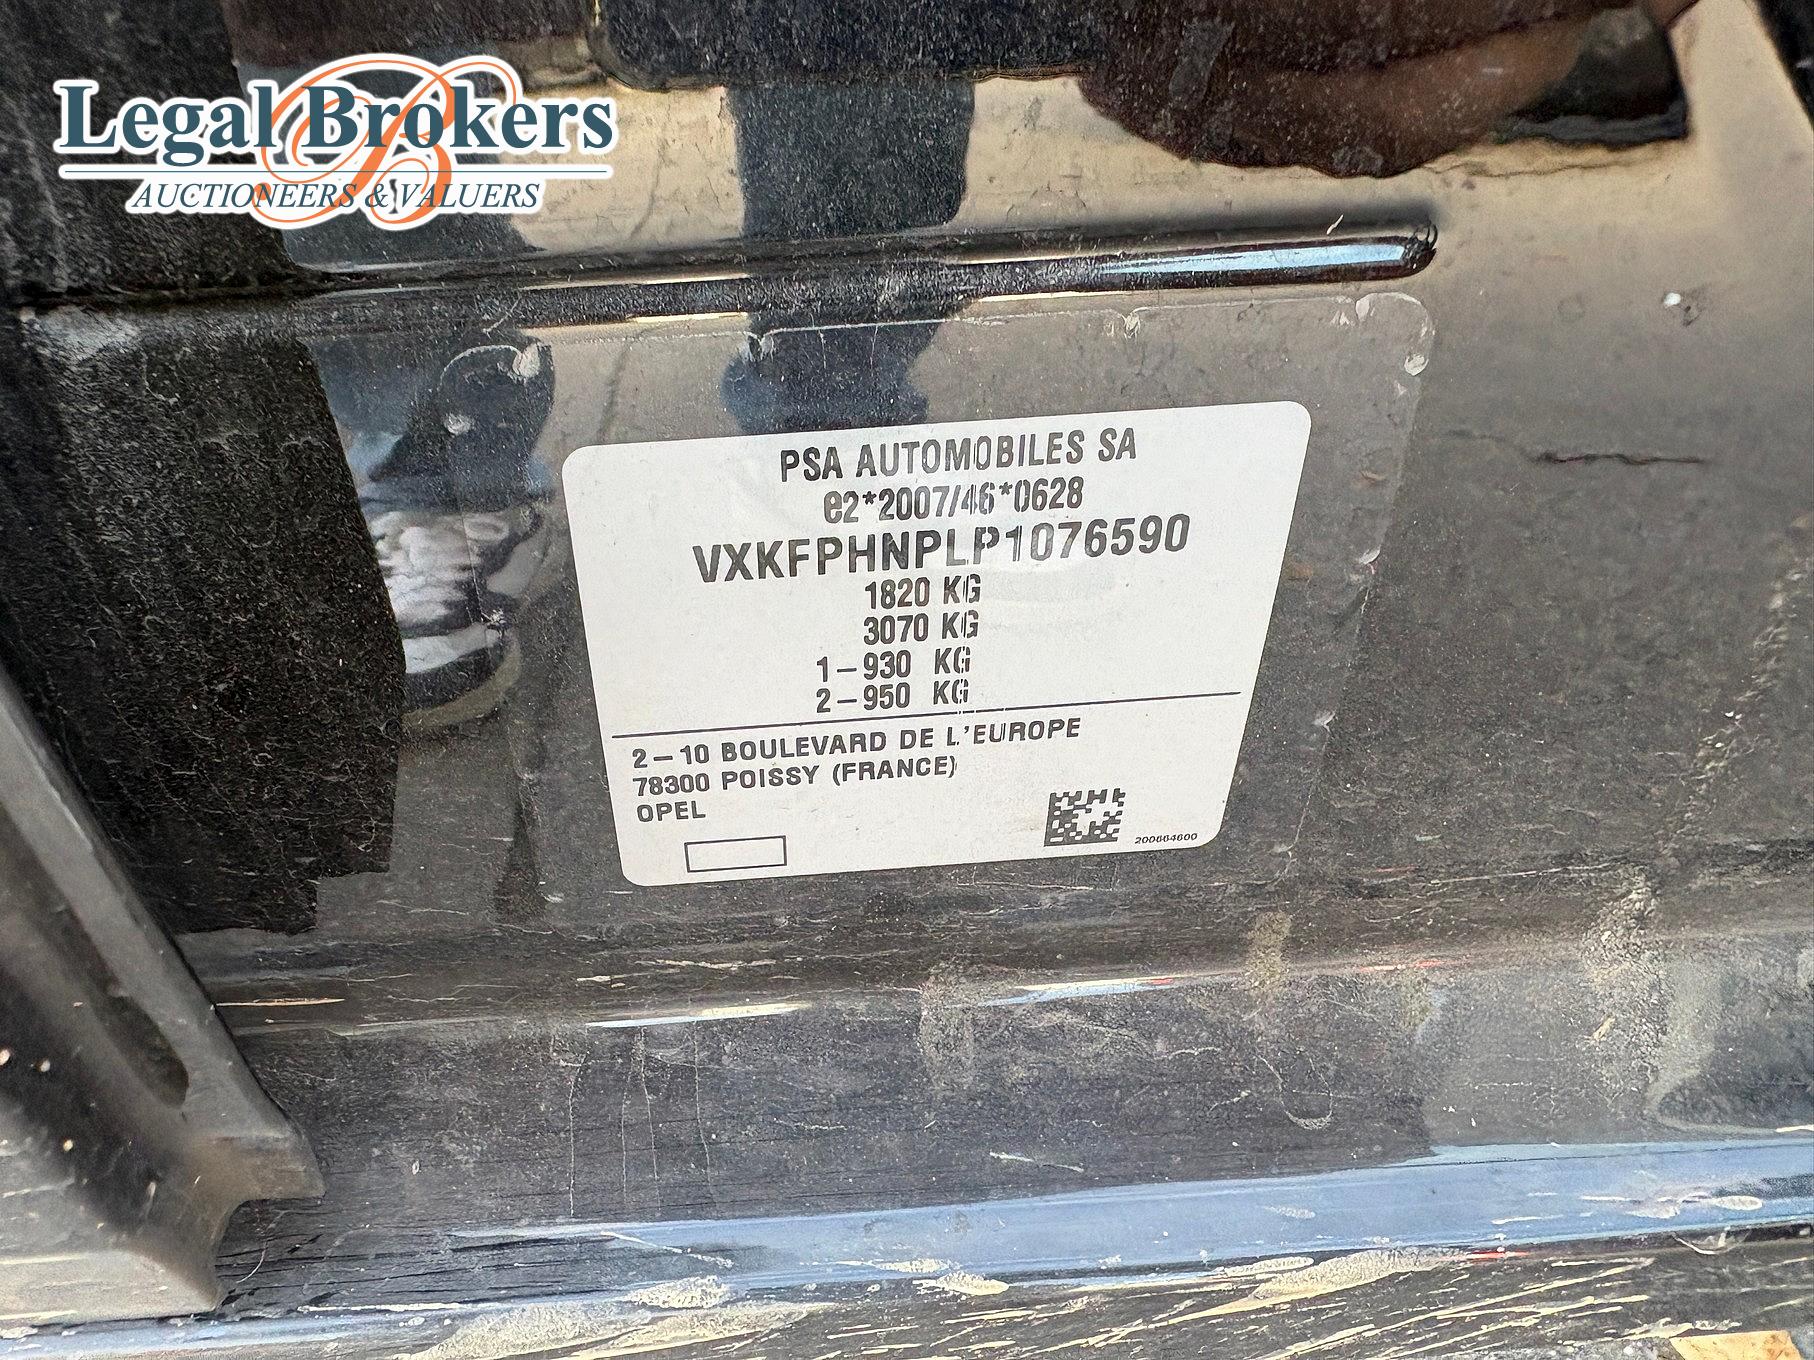 Legal Brokers
AUCTIONEERS & VALUERS
PSA AUTOMOBILES SA
e2*2007/46*0628
VXKFPHNPLP1076590
1820 KG
3070 KG
1-930 KG
2-950 KG
2-10 BOULEVARD DE L'EUROPE
78300 POISSY (FRANCE)
OPEL
200664600